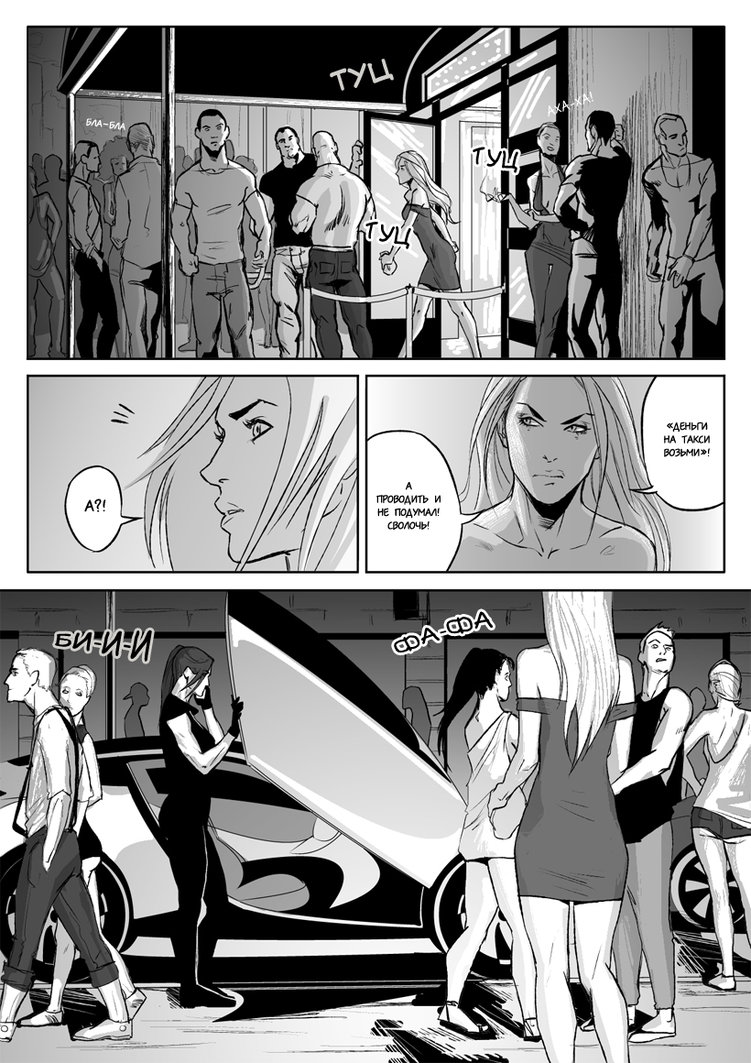 ТУЦ
БЛА-БЛА
АХА-ХА!
ТУЦ
ТУЦ
А?!
«ДЕНЬГИ
НА ТАКСИ
ВОЗЬМИ»!
А
ПРОВОДИТЬ И
НЕ ПОДУМАЛ!
СВОЛОЧЬ!
БИ-И-И
ФА-ФА